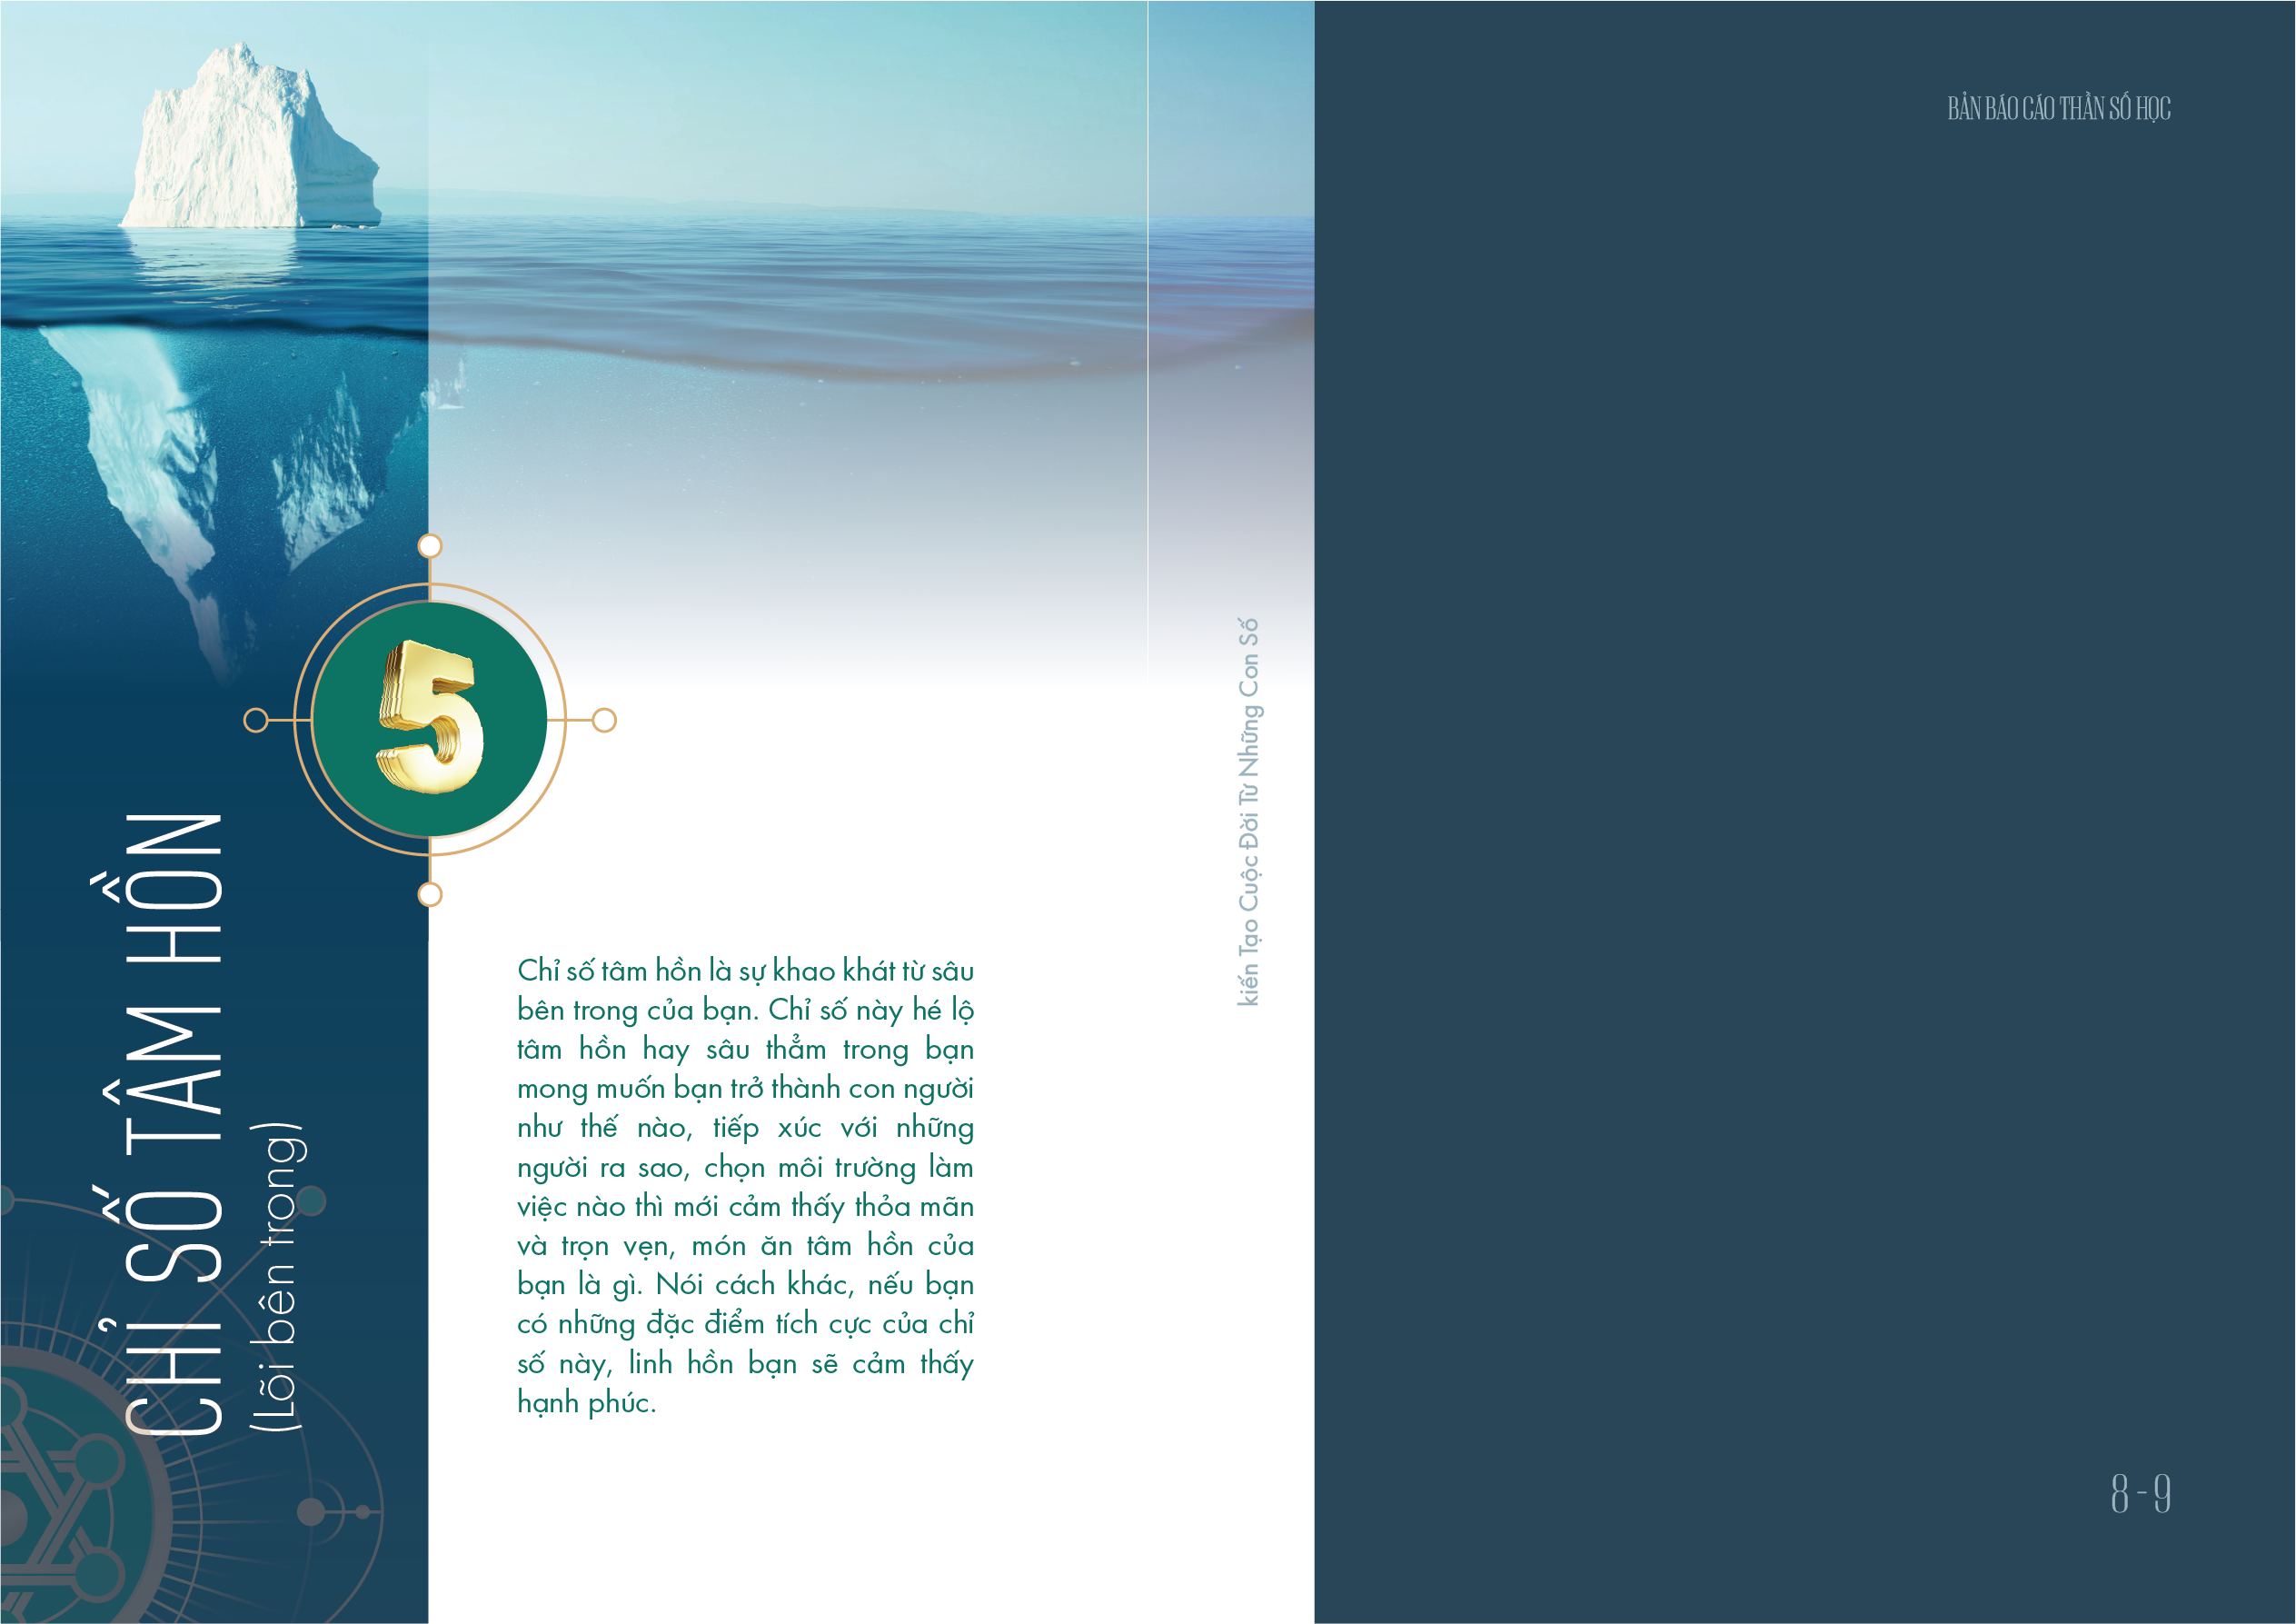 BẢN BÁO CÁO THẦN SỐ HỌC
5
CHỈ SỐ TÂM HỒN
(Lõi bên trong)
Chỉ số tâm hồn là sự khao khát từ sâu
bên trong của bạn. Chỉ số này hé lộ
tâm hồn hay sâu thẳm trong bạn
mong muốn bạn trở thành con người
như thế nào, tiếp xúc với những
người ra sao, chọn môi trường làm
việc nào thì mới cảm thấy thỏa mãn
và trọn vẹn, món ăn tâm hồn của
bạn là gì. Nói cách khác, nếu bạn
có những đặc điểm tích cực của chỉ
số này, linh hồn bạn sẽ cảm thấy
hạnh phúc.
kiến Tạo Cuộc Đời Từ Những Con Số
8 - 9